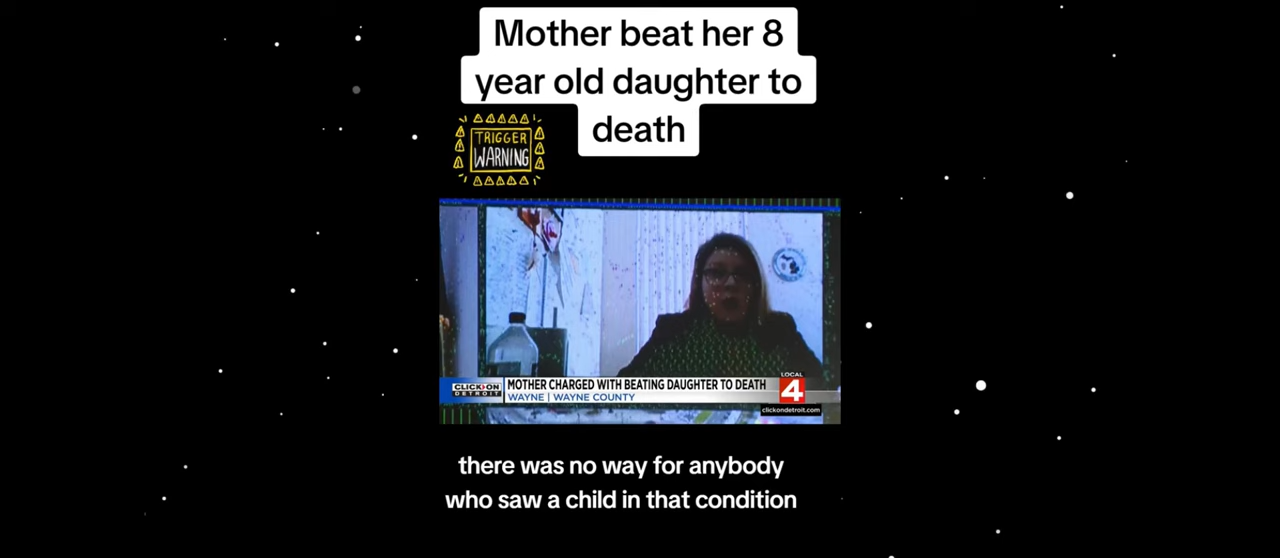 Mother beat her 8
year old daughter to
death
TRIGGER
WARNING
CLICK ON
DETROIT
MOTHER CHARGED WITH BEATING DAUGHTER TO DEATH
WAYNE | WAYNE COUNTY
LOCAL
4
clickondetroit.com
there was no way for anybody
who saw a child in that condition